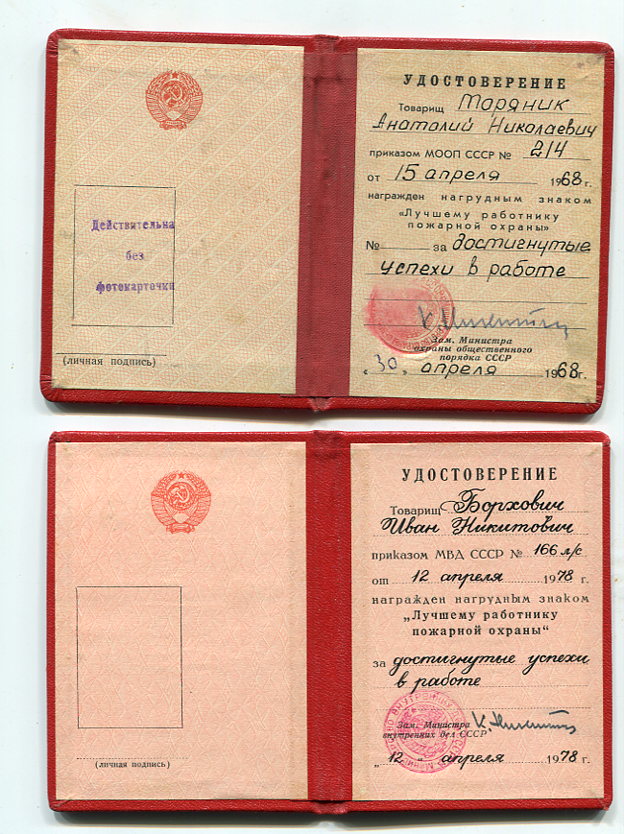 Действительна
без
фотокарточки
(личная подпись)
УДОСТОВЕРЕНИЕ
Товарищ Моряник
Анатолий Николаевич
приказом МООП СССР № 214
от 15 апреля 1968 г.
награжден нагрудным знаком
«Лучшему работнику
пожарной охраны»
№ за достигнутые
успехи в работе
Зам. Министра
охраны общественного
порядка СССР
«30» апреля 1968 г.
(личная подпись)
УДОСТОВЕРЕНИЕ
Товарищ Борхович
Иван Никитович
приказом МВД СССР № 166 л/с
от 12 апреля 1978 г.
награжден нагрудным знаком
„Лучшему работнику
пожарной охраны“
за достигнутые успехи
в работе
Зам. Министра
внутренних дел СССР
„12“ апреля 1978 г.